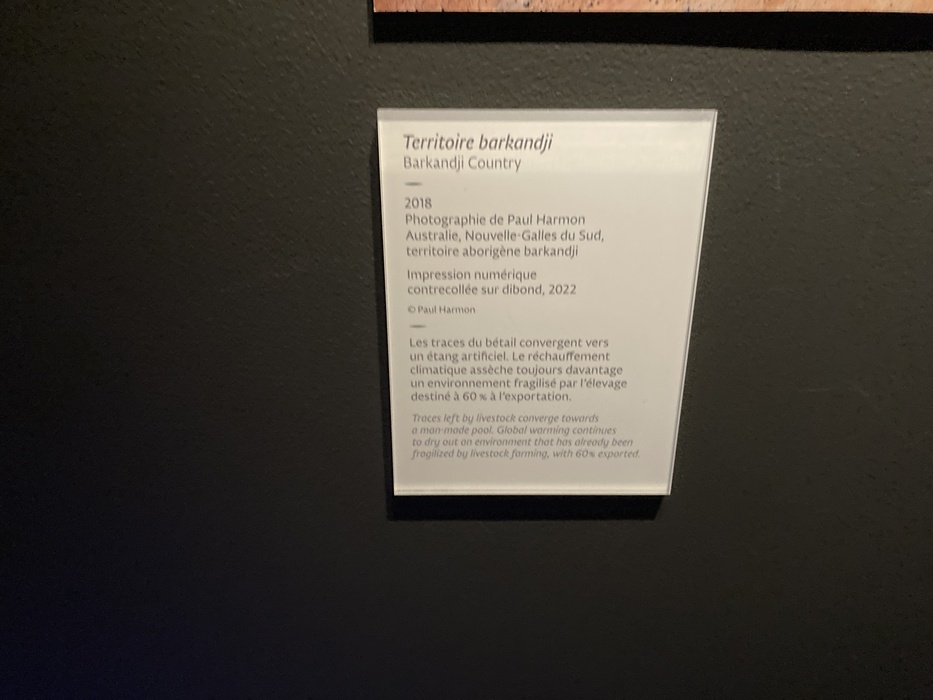 Territoire barkandji
Barkandji Country
2018
Photographie de Paul Harmon
Australie, Nouvelle-Galles du Sud,
territoire aborigène barkandji
Impression numérique
contrecollée sur dibond, 2022
© Paul Harmon
Les traces du bétail convergent vers
un étang artificiel. Le réchauffement
climatique assèche toujours davantage
un environnement fragilisé par l'élevage
destiné à 60 % à l'exportation.
Traces left by livestock converge towards
a man-made pool. Global warming continues
to dry out an environment that has already been
fragilized by livestock farming, with 60% exported.